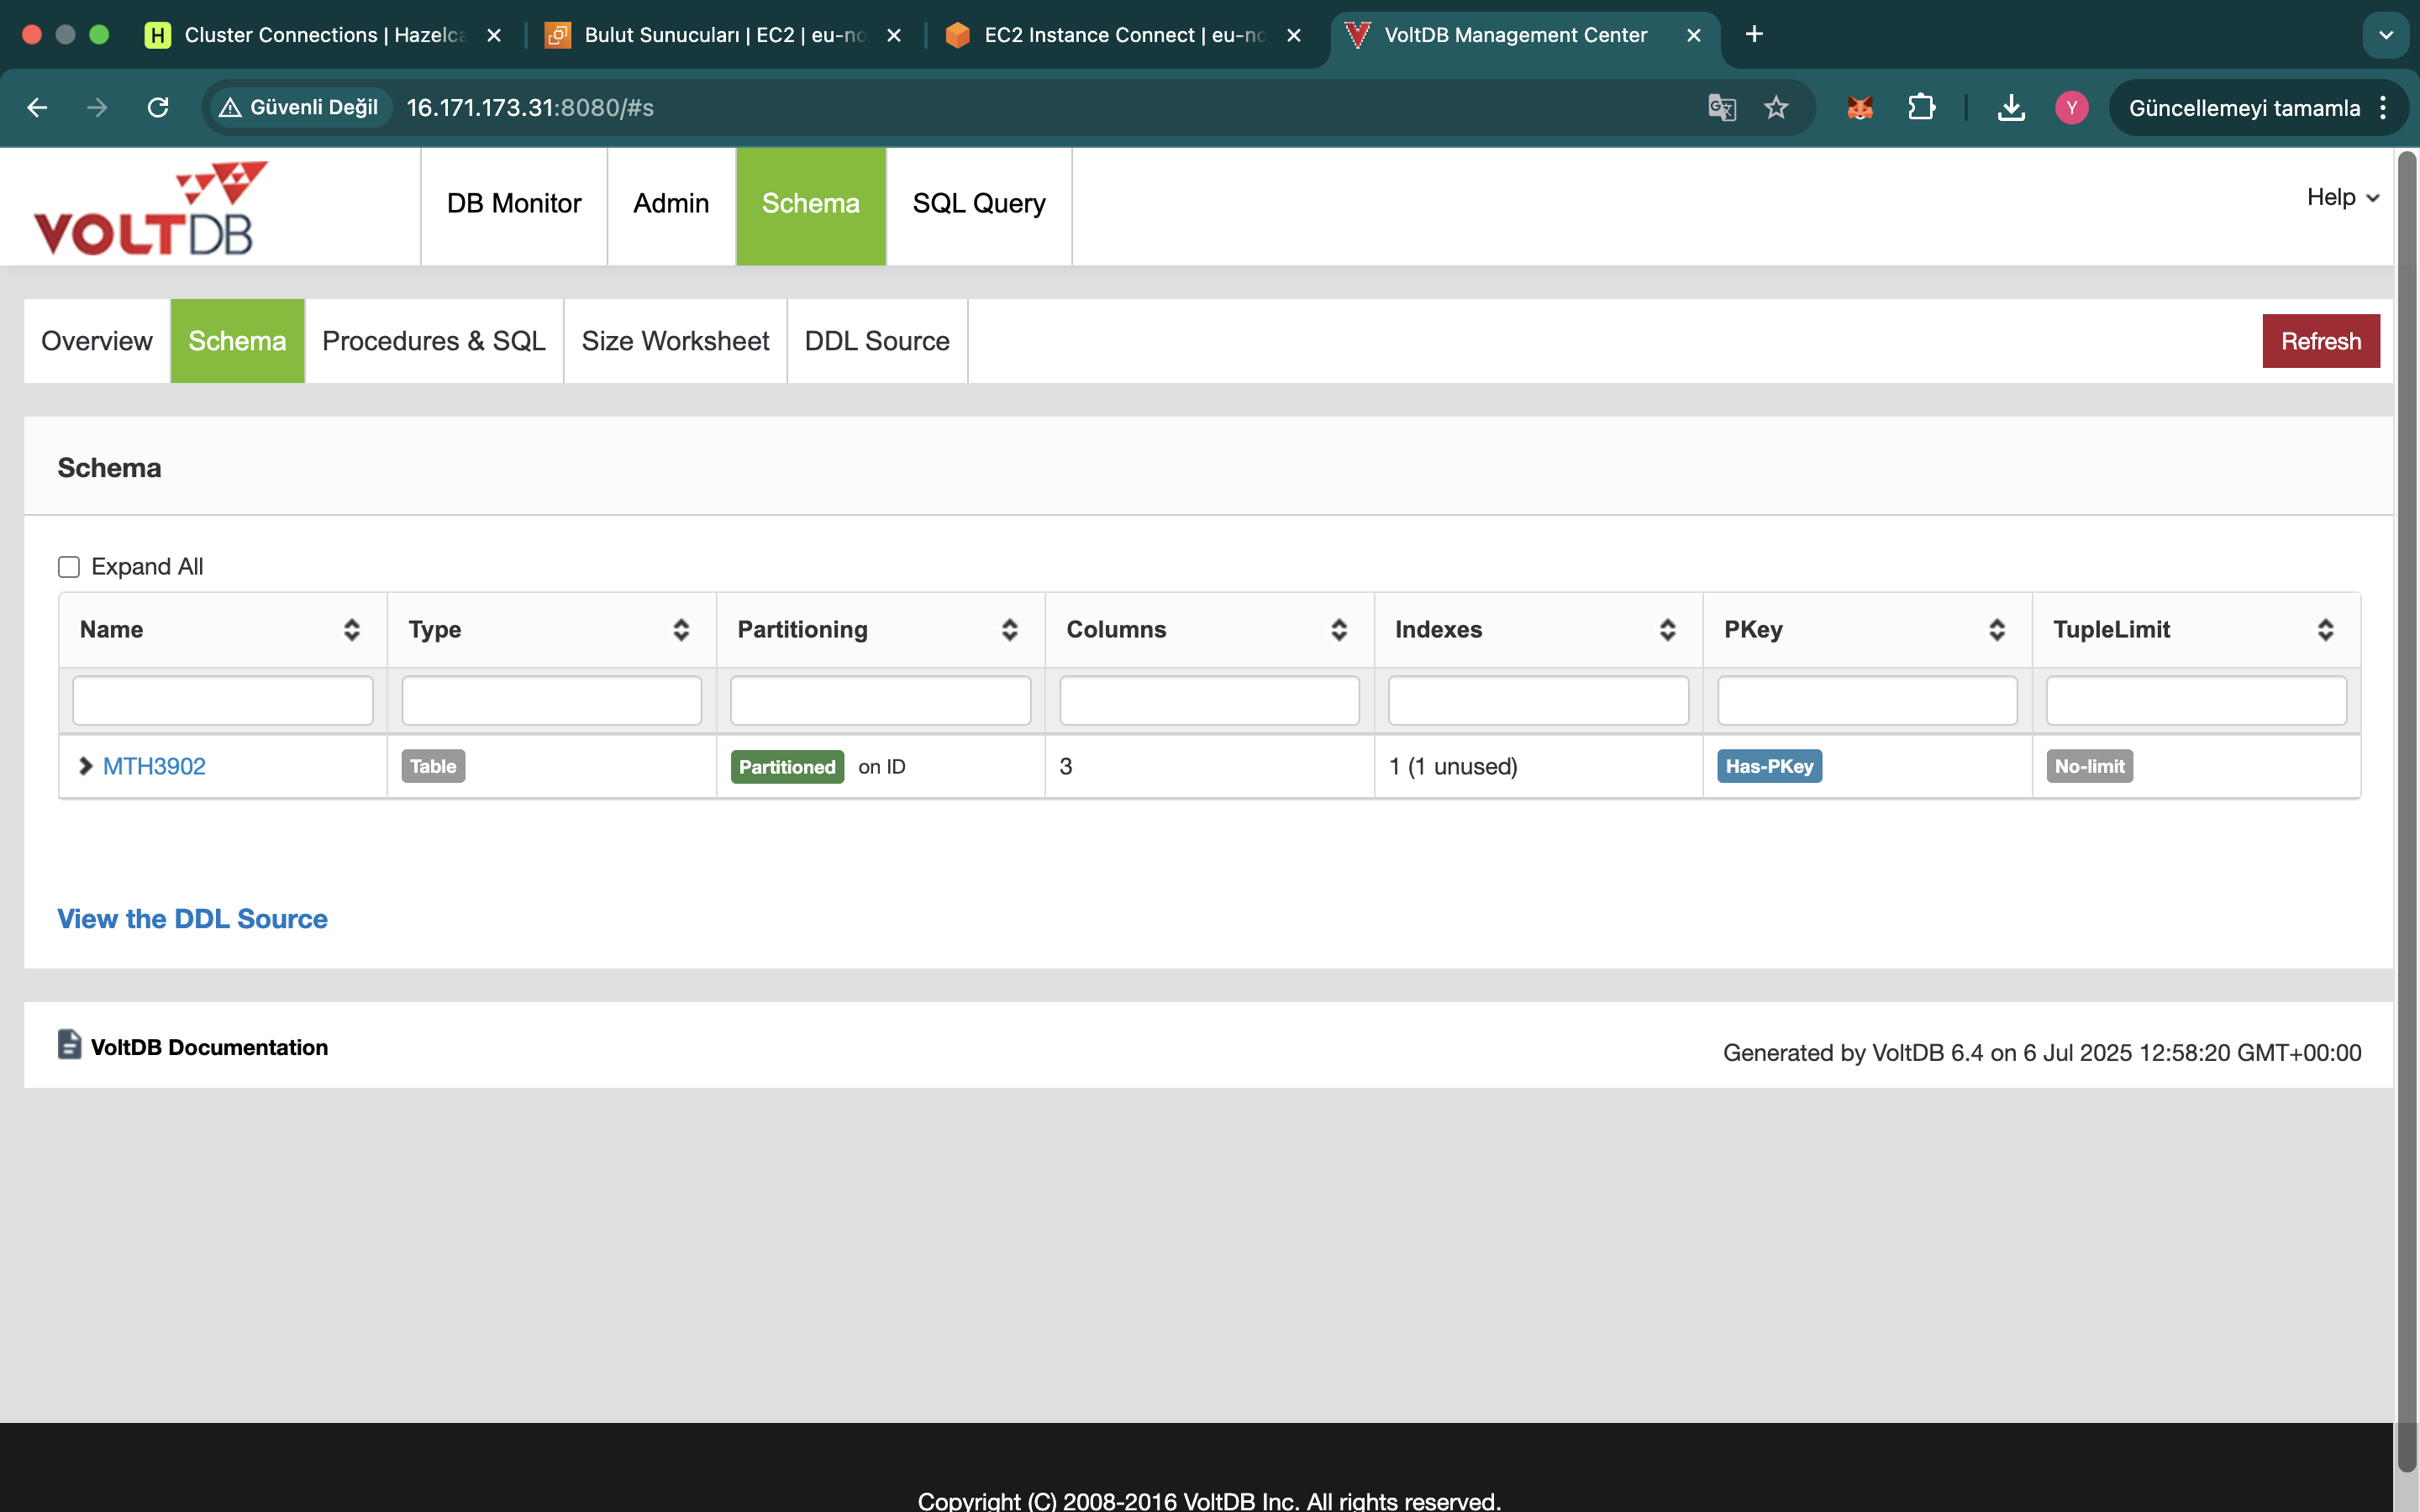 H Cluster Connections | Hazelca
Bulut Sunucuları | EC2 | eu-no
EC2 Instance Connect | eu-no
VoltDB Management Center
Güvenli Değil 16.171.173.31:8080/#s
Y
Güncellemeyi tamamla
VOLTDB
DB Monitor
Admin
Schema
SQL Query
Help
Overview
Schema
Procedures & SQL
Size Worksheet
DDL Source
Refresh
Schema
Expand All
Name Type Partitioning Columns Indexes PKey TupleLimit
MTH3902 Table Partitioned on ID 3 1 (1 unused) Has-PKey No-limit
View the DDL Source
VoltDB Documentation
Generated by VoltDB 6.4 on 6 Jul 2025 12:58:20 GMT+00:00
Copyright (C) 2008-2016 VoltDB Inc. All rights reserved.